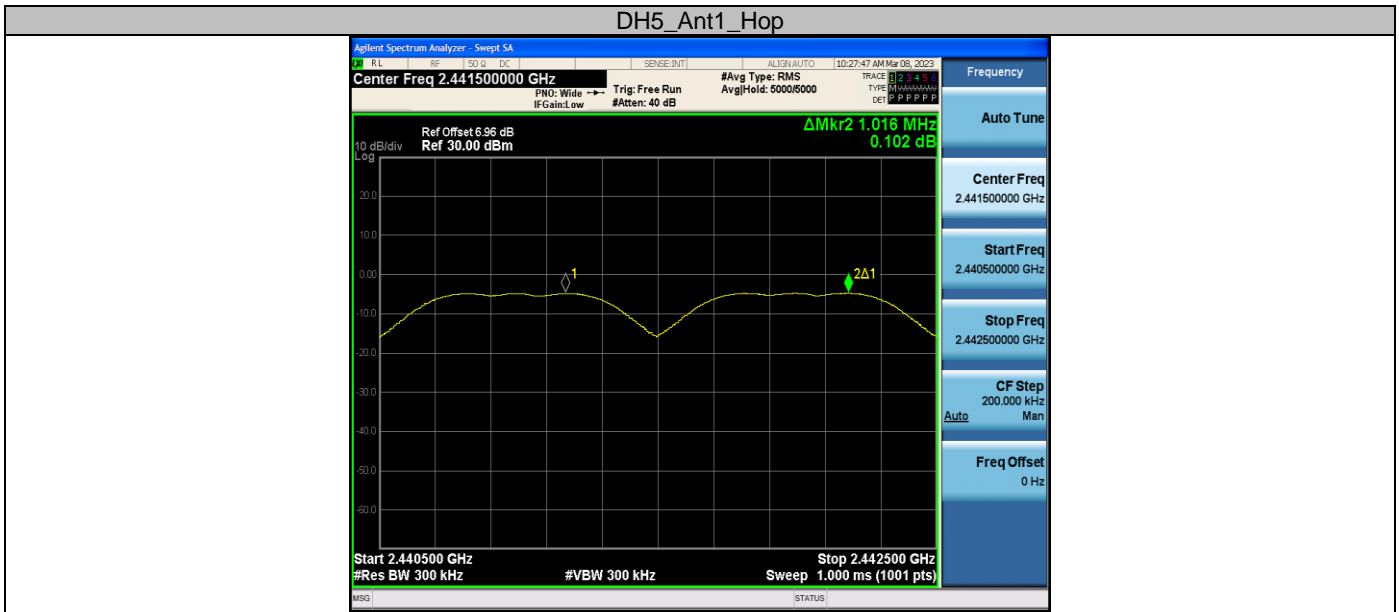 DH5_Ant1_Hop
Agilent Spectrum Analyzer - Swept SA
LXI RL RF 50 Ω DC SENSE:INT ALIGN AUTO 10:27:47 AM Mar 08, 2023
Center Freq 2.441500000 GHz
PNO: Wide
IFGain:Low
Trig: Free Run
#Atten: 40 dB
#Avg Type: RMS
Avg|Hold: 5000/5000
TRACE 1 2 3 4 5 6
TYPE M WWWWW
DET P P P P P P
Ref Offset 6.96 dB
10 dB/div Ref 30.00 dBm
Log
ΔMkr2 1.016 MHz
0.102 dB
20.0
10.0
0.00
-10.0
-20.0
-30.0
-40.0
-50.0
-60.0
1
2Δ1
Start 2.440500 GHz Stop 2.442500 GHz
#Res BW 300 kHz #VBW 300 kHz Sweep 1.000 ms (1001 pts)
MSG STATUS
Frequency
Auto Tune
Center Freq
2.441500000 GHz
Start Freq
2.440500000 GHz
Stop Freq
2.442500000 GHz
CF Step
200.000 kHz
Auto Man
Freq Offset
0 Hz